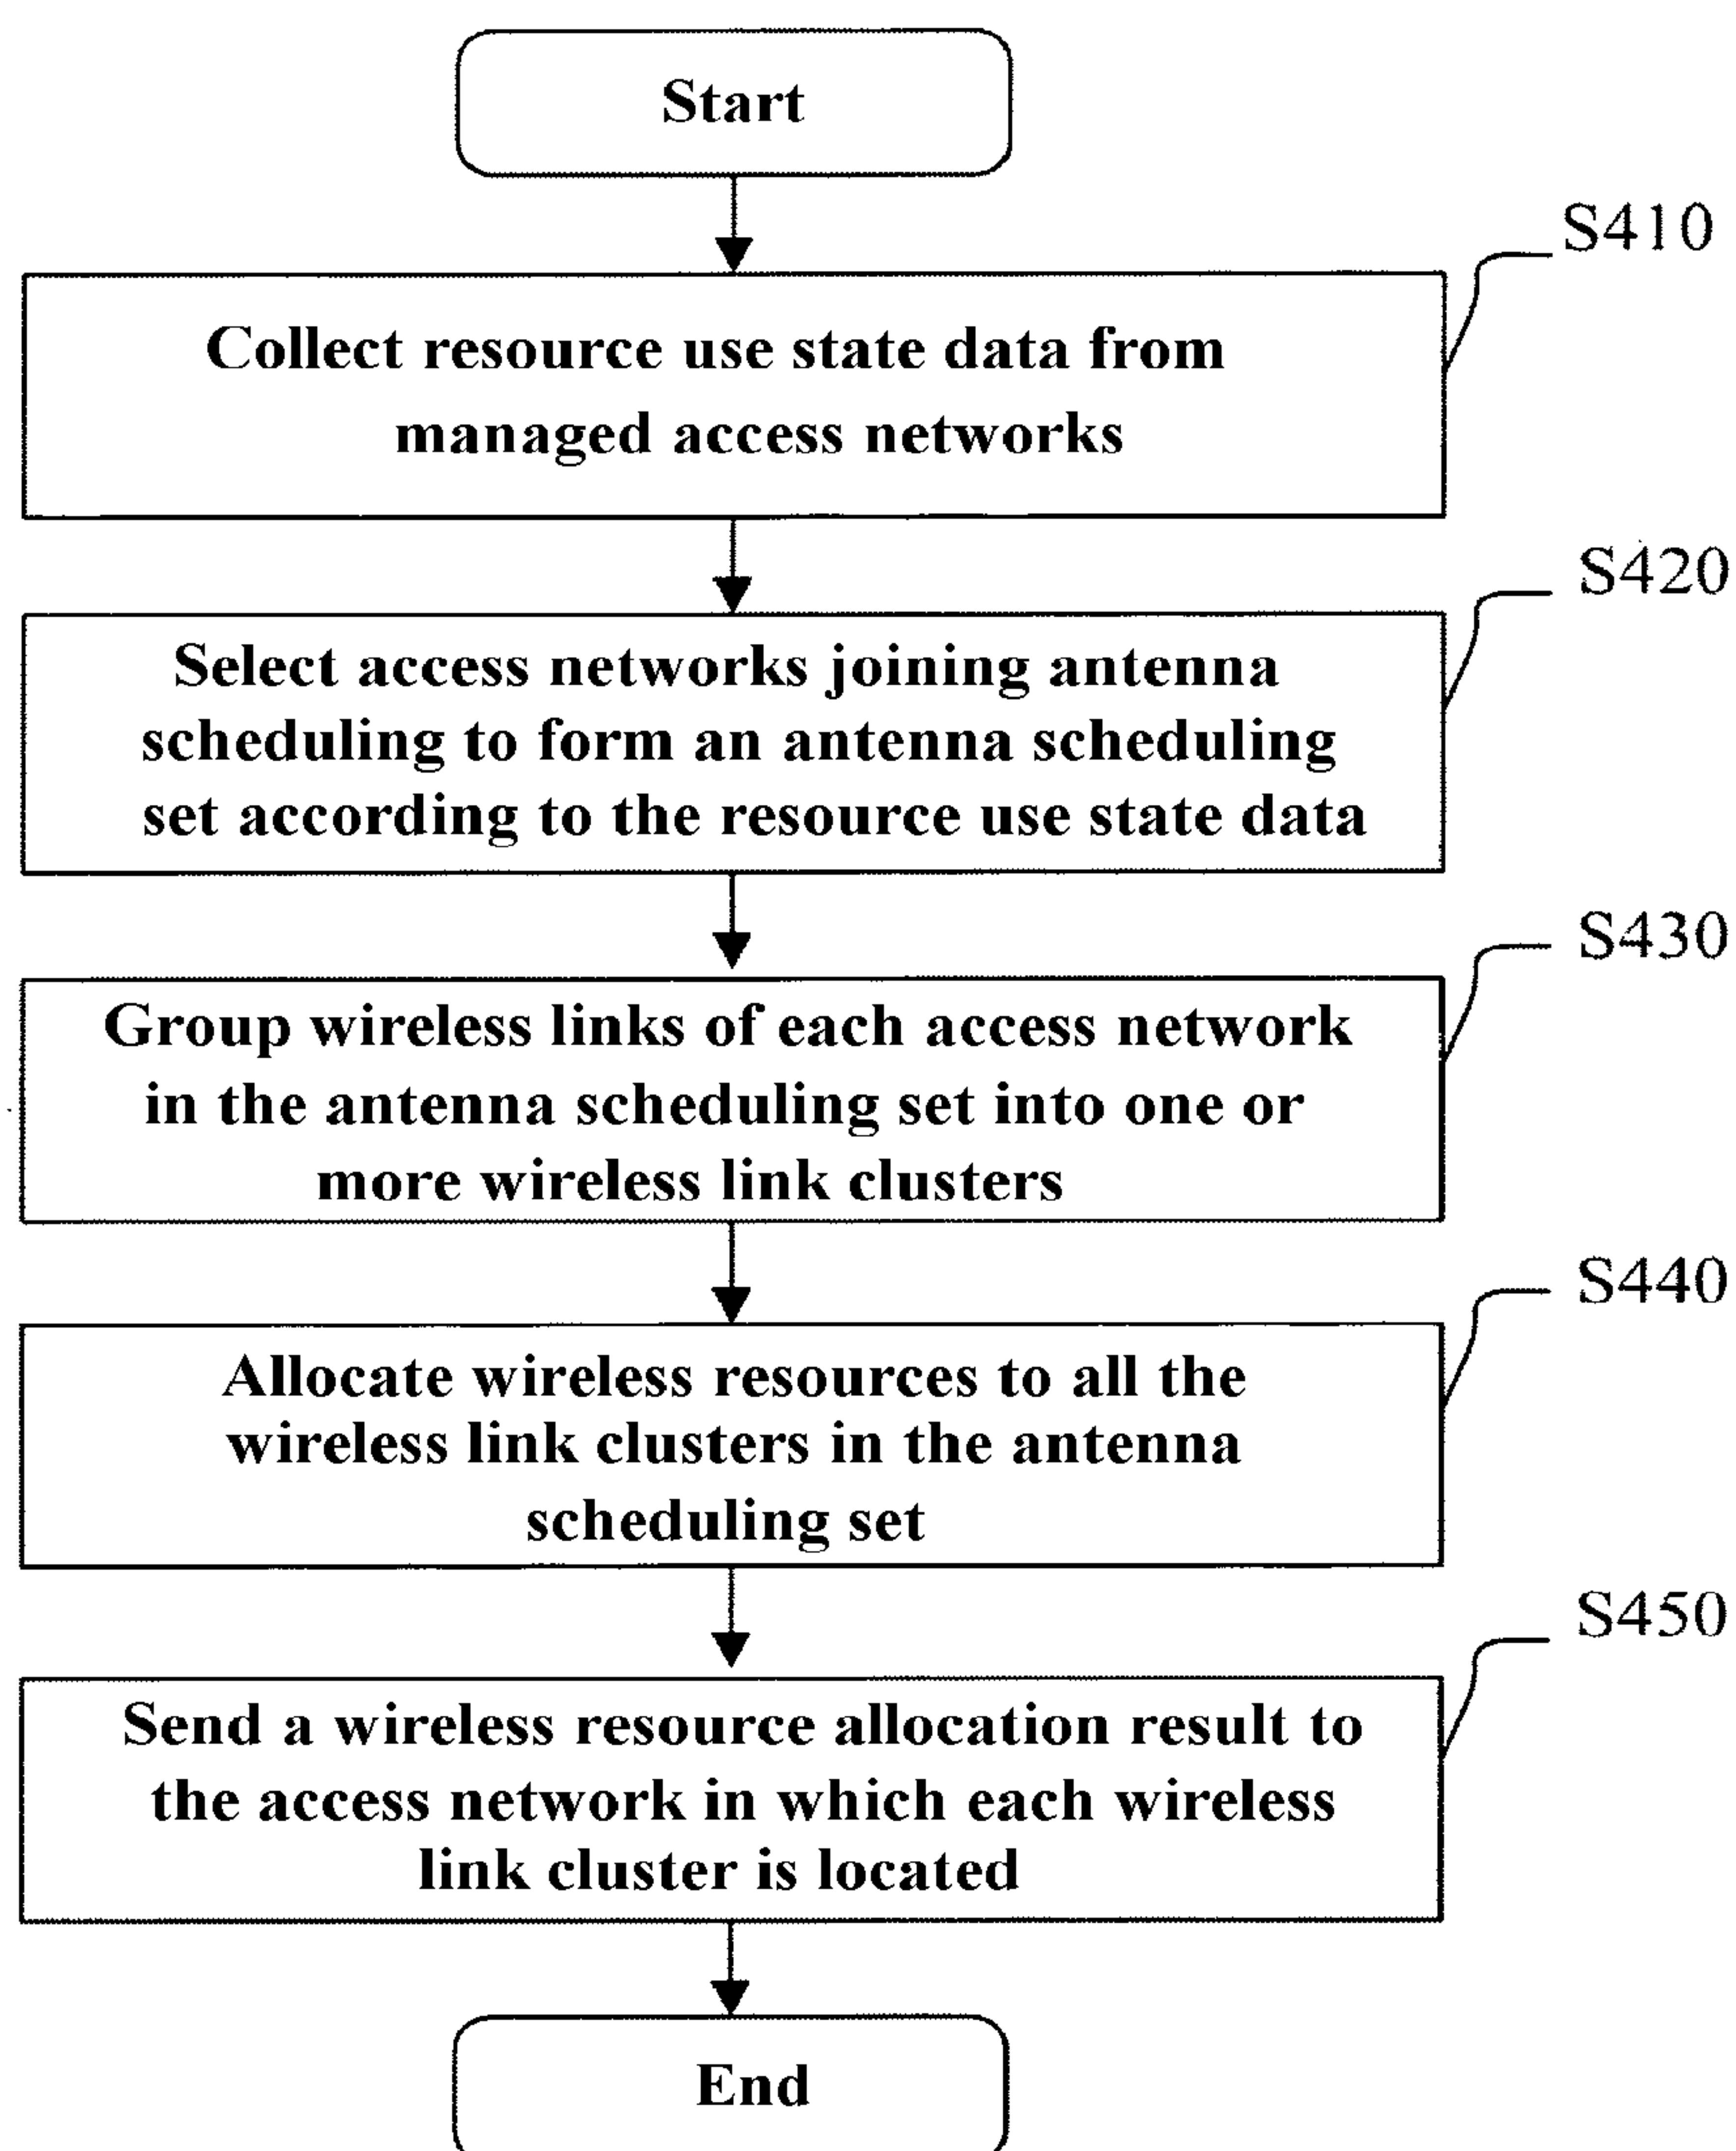 Start
S410
Collect resource use state data from
managed access networks
S420
Select access networks joining antenna
scheduling to form an antenna scheduling
set according to the resource use state data
S430
Group wireless links of each access network
in the antenna scheduling set into one or
more wireless link clusters
S440
Allocate wireless resources to all the
wireless link clusters in the antenna
scheduling set
S450
Send a wireless resource allocation result to
the access network in which each wireless
link cluster is located
End